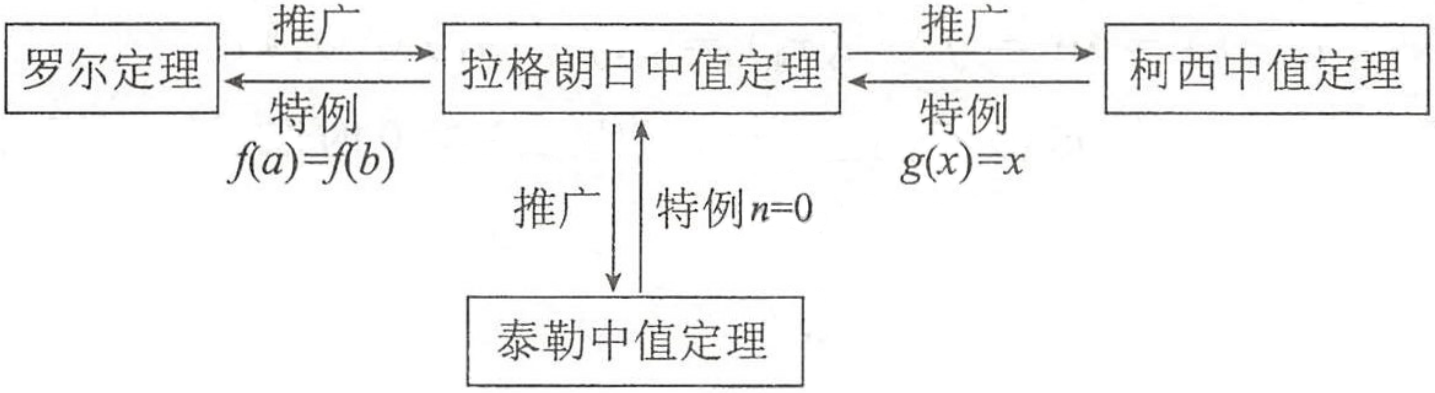 推广
推广
罗尔定理
拉格朗日中值定理
柯西中值定理
特例
f(a)=f(b)
特例
g(x)=x
推广
特例n=0
泰勒中值定理